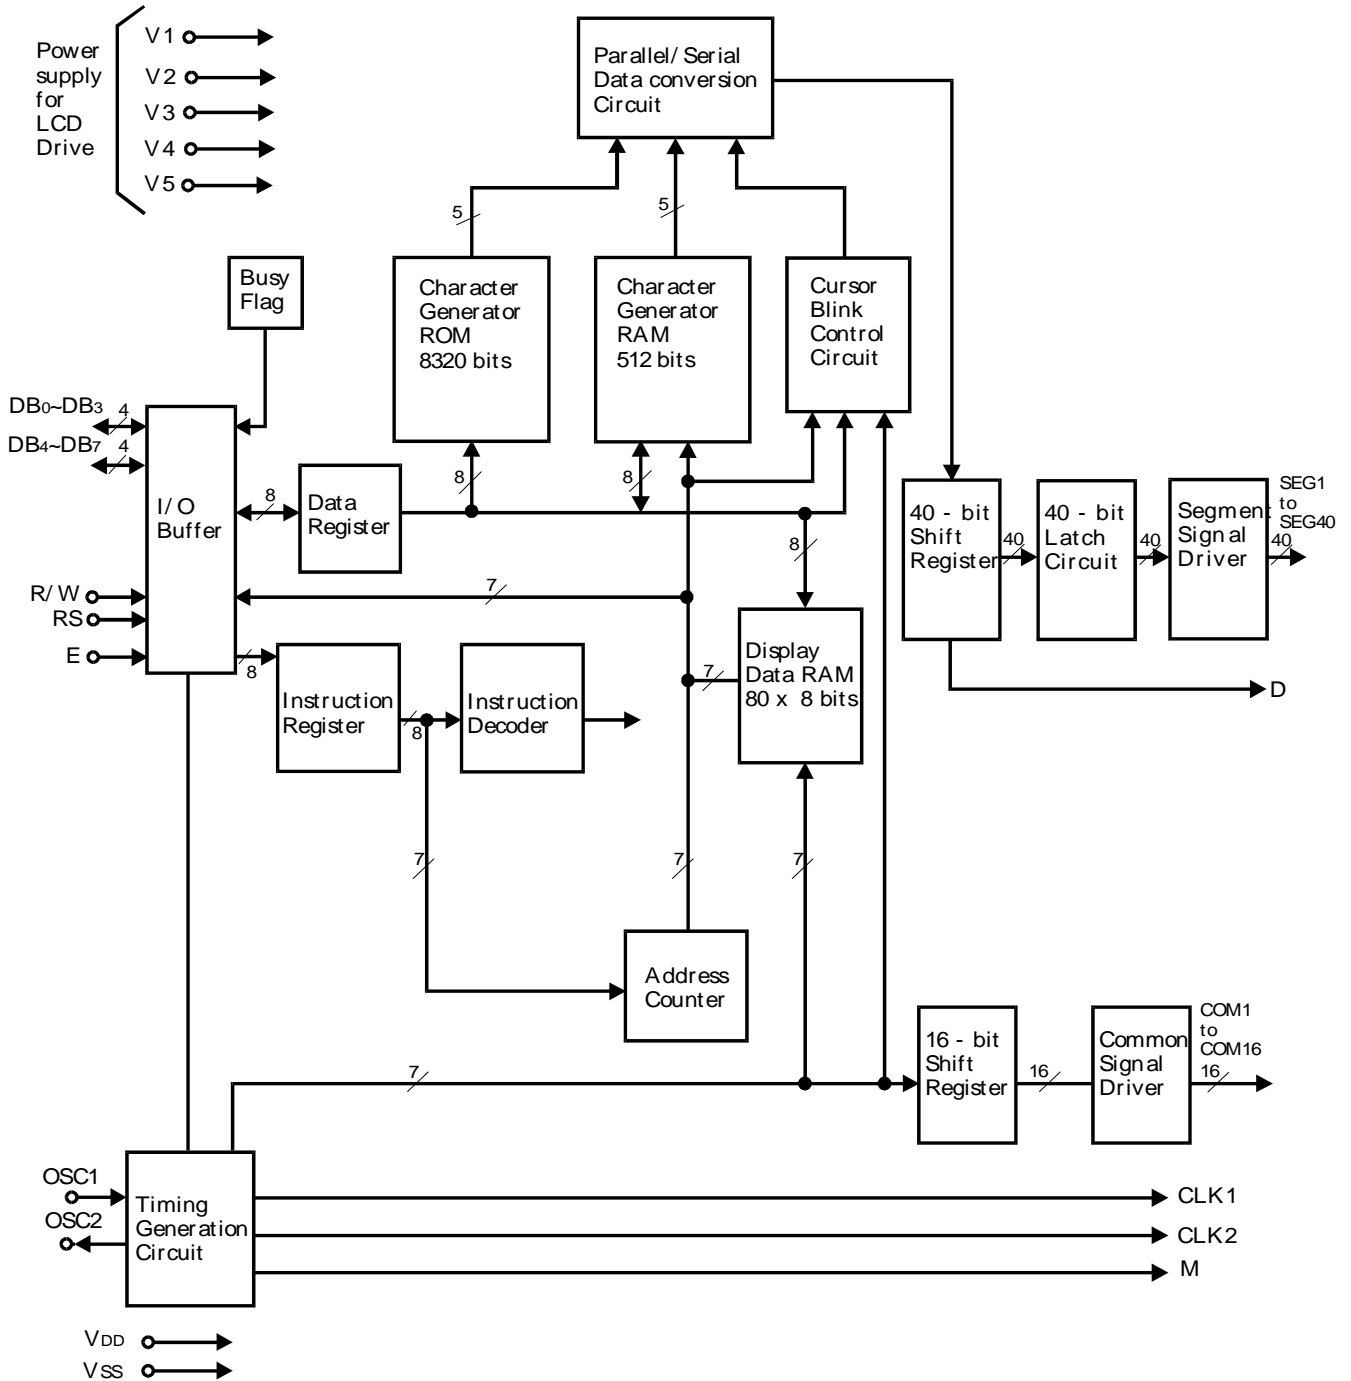 Power
supply for
LCD
Drive
V1
V2
V3
V4
V5
Parallel/ Serial
Data conversion
Circuit
5
5
Busy
Flag
Character
Generator
ROM
8320 bits
Character
Generator
RAM
512 bits
Cursor
Blink
Control
Circuit
DB0~DB3
4
DB4~DB7
4
I/ O
Buffer
8
Data
Register
8
8
8
40 - bit
Shift
Register
40
40 - bit
Latch
Circuit
40
Segment
Signal
Driver
SEG1
to
SEG40
40
R/ W
RS
E
7
8
Instruction
Register
8
Instruction
Decoder
7
Display
Data RAM
80 x 8 bits
D
7
7
7
Address
Counter
7
16 - bit
Shift
Register
16
Common
Signal
Driver
COM1
to
COM16
16
OSC1
OSC2
Timing
Generation
Circuit
CLK1
CLK2
M
VDD
VSS